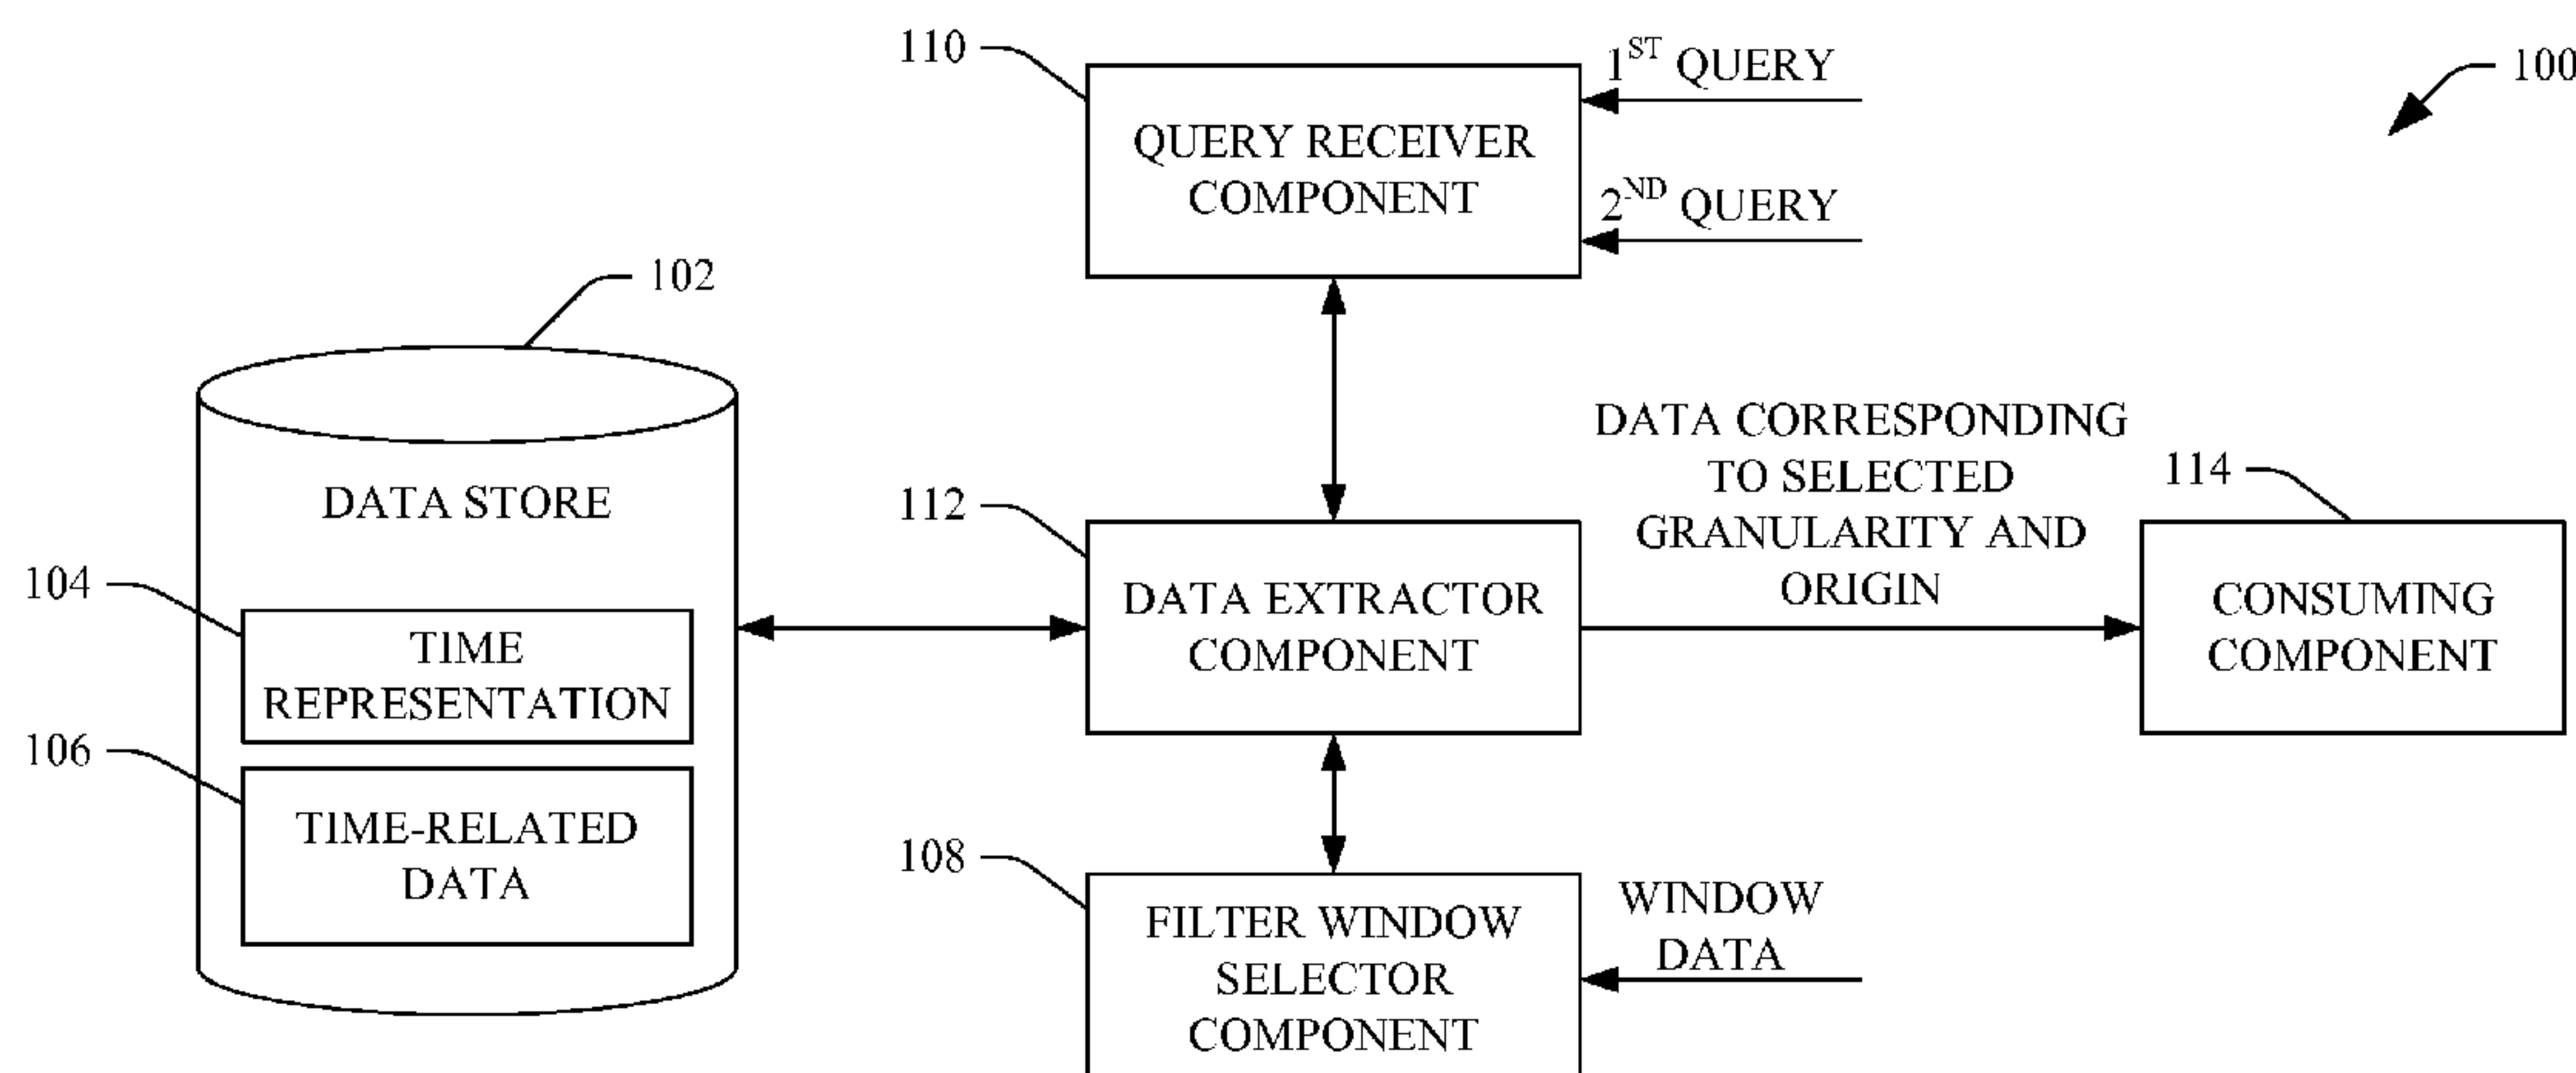 110
1ST QUERY
100
QUERY RECEIVER
COMPONENT
2ND QUERY
102
DATA STORE
104
TIME
REPRESENTATION
106
TIME-RELATED
DATA
112
DATA EXTRACTOR
COMPONENT
DATA CORRESPONDING
TO SELECTED
GRANULARITY AND
ORIGIN
114
CONSUMING
COMPONENT
108
FILTER WINDOW
SELECTOR
COMPONENT
WINDOW
DATA